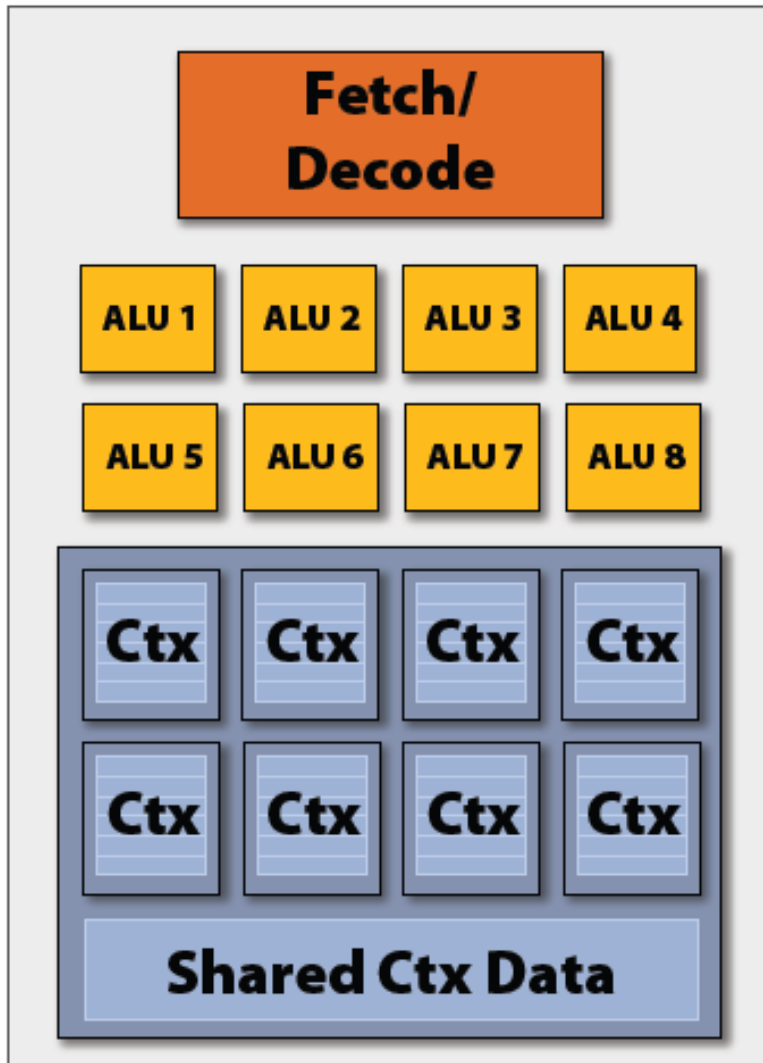 Fetch/
Decode
ALU 1 ALU 2 ALU 3 ALU 4
ALU 5 ALU 6 ALU 7 ALU 8
Ctx Ctx Ctx Ctx
Ctx Ctx Ctx Ctx
Shared Ctx Data